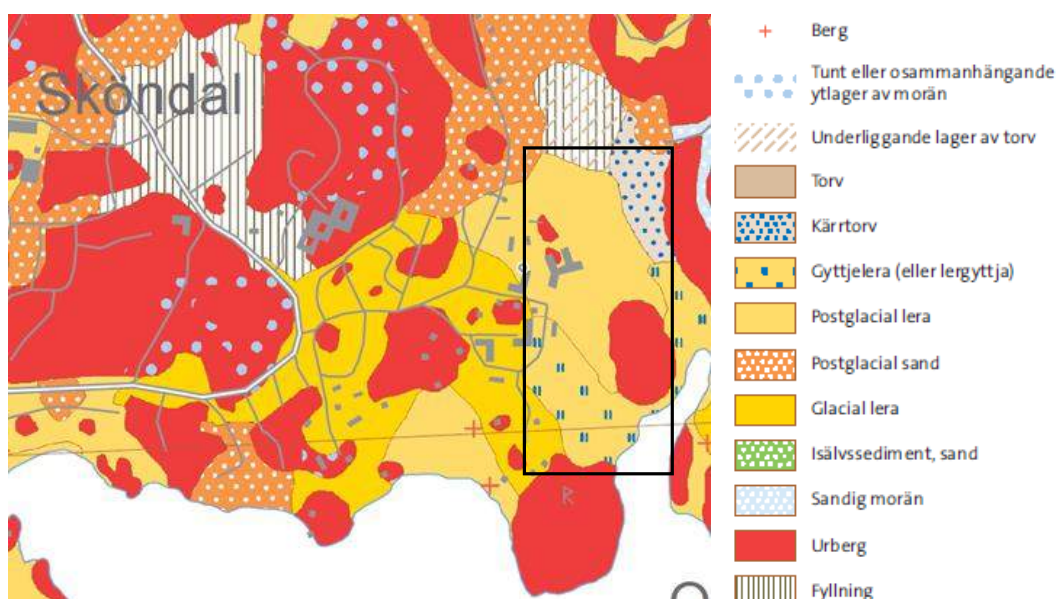 Sköndal
Berg
Tunt eller osammanhängande
ytlager av morän
Underliggande lager av torv
Torv
Kärrtorv
Gyttjelera (eller lergyttja)
Postglacial lera
Postglacial sand
Glacial lera
Isälvssediment, sand
Sandig morän
Urberg
R
Fyllning